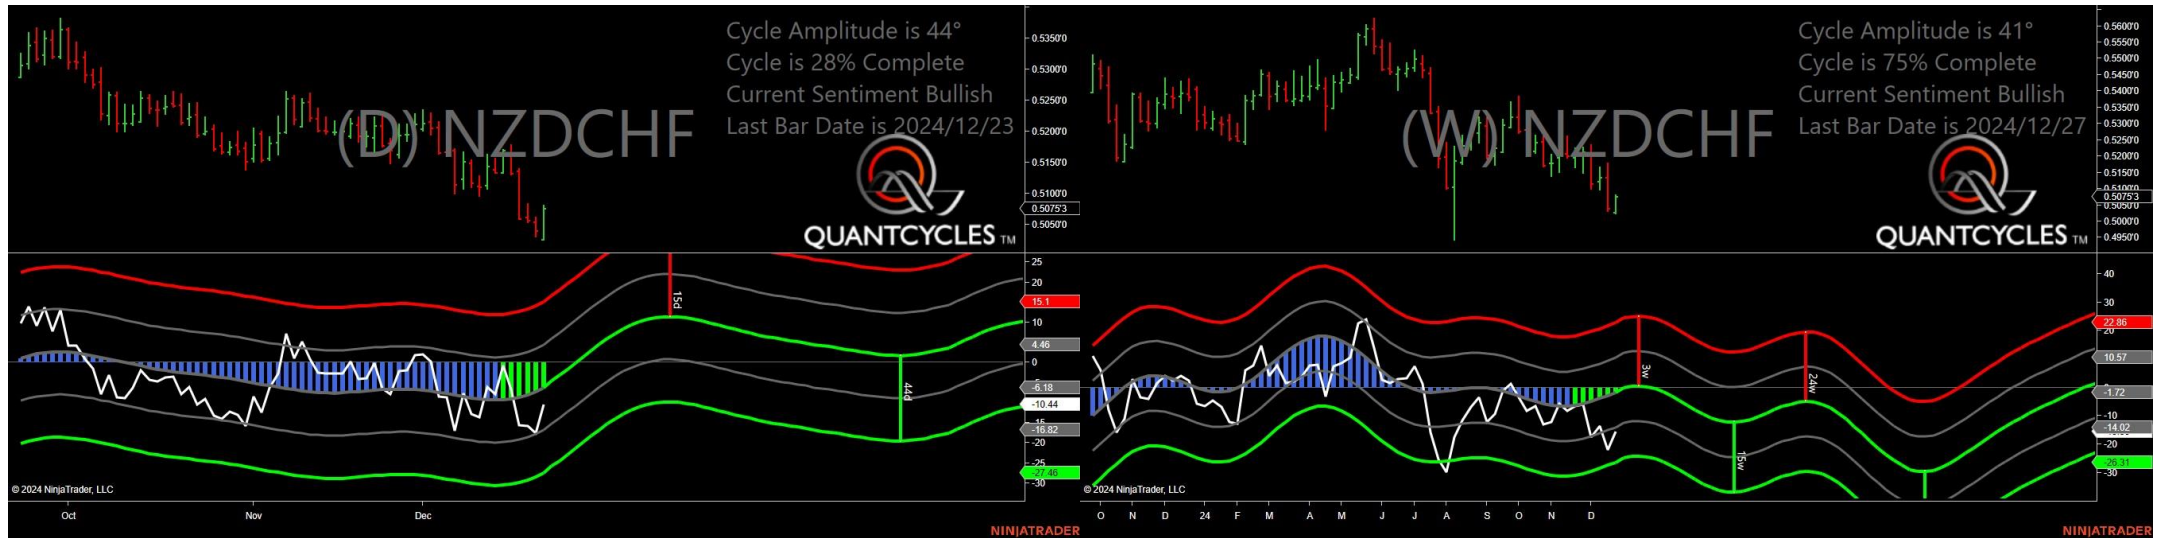 Cycle Amplitude is 44°
Cycle is 28% Complete
Current Sentiment Bullish
Last Bar Date is 2024/12/23
(D) NZDCHF
QUANTCYCLES TM
0.5350'0
0.5300'0
0.5250'0
0.5200'0
0.5150'0
0.5100'0
0.5075'3
0.5050'0
15d
44d
25
20
15.1
10
4.46
0
-6.18
-10.44
-16.82
-20
-25
-27.46
-30
© 2024 NinjaTrader, LLC
Oct
Nov
Dec
NINJATRADER
Cycle Amplitude is 41°
Cycle is 75% Complete
Current Sentiment Bullish
Last Bar Date is 2024/12/27
(W) NZDCHF
QUANTCYCLES TM
0.5600'0
0.5550'0
0.5500'0
0.5450'0
0.5400'0
0.5350'0
0.5300'0
0.5250'0
0.5200'0
0.5150'0
0.5100'0
0.5075'3
0.5050'0
0.5000'0
0.4950'0
3w
24w
15w
40
30
22.86
20
10.57
-1.72
-10
-14.02
-20
-26.31
-30
© 2024 NinjaTrader, LLC
O N D 24 F M A M J J A S O N D
NINJATRADER